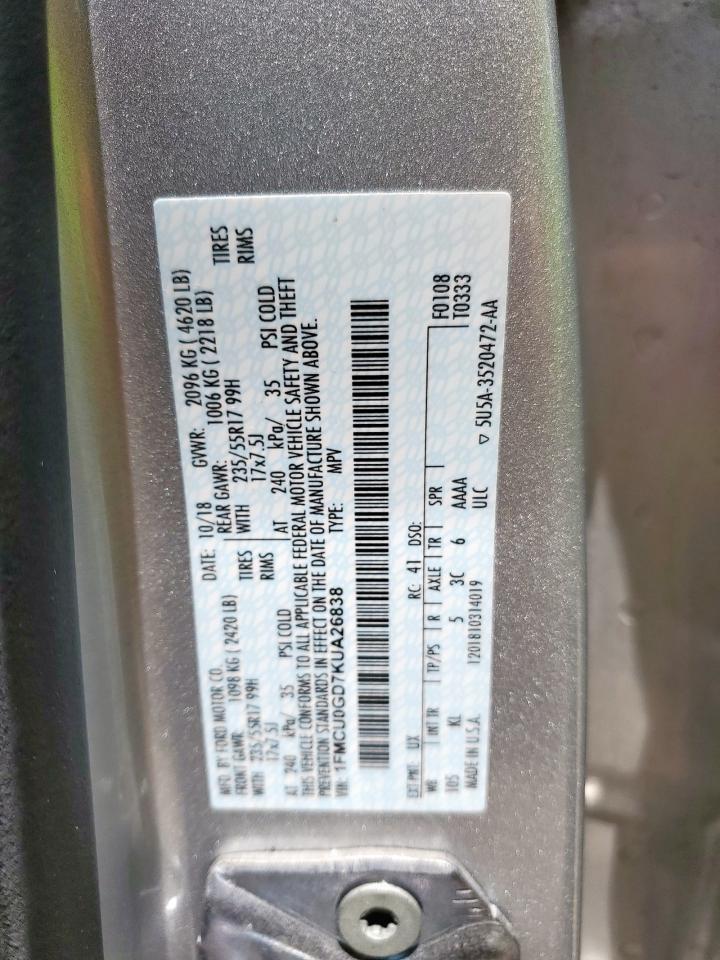 MFD. BY FORD MOTOR CO. DATE: 10/18 GVWR: 2096 KG ( 4620 LB)
FRONT GAWR: 1098 KG ( 2420 LB) REAR GAWR: 1006 KG ( 2218 LB)
WITH 235/55R17 99H TIRES WITH 235/55R17 99H TIRES
17x7.5J RIMS 17x7.5J RIMS
AT 240 kPa/ 35 PSI COLD AT 240 kPa/ 35 PSI COLD
THIS VEHICLE CONFORMS TO ALL APPLICABLE FEDERAL MOTOR VEHICLE SAFETY AND THEFT
PREVENTION STANDARDS IN EFFECT ON THE DATE OF MANUFACTURE SHOWN ABOVE.
VIN: 1FMCU0GD7KUA26838 TYPE: MPV
EXT PNT: UX RC: 41 DSO: F0108
WB INT TR TP/PS R AXLE TR SPR T0333
105 KL 5 3C 6 AAAA
MADE IN U.S.A. 120181031​4019 ULC
▽ 5U5A-3520472-AA